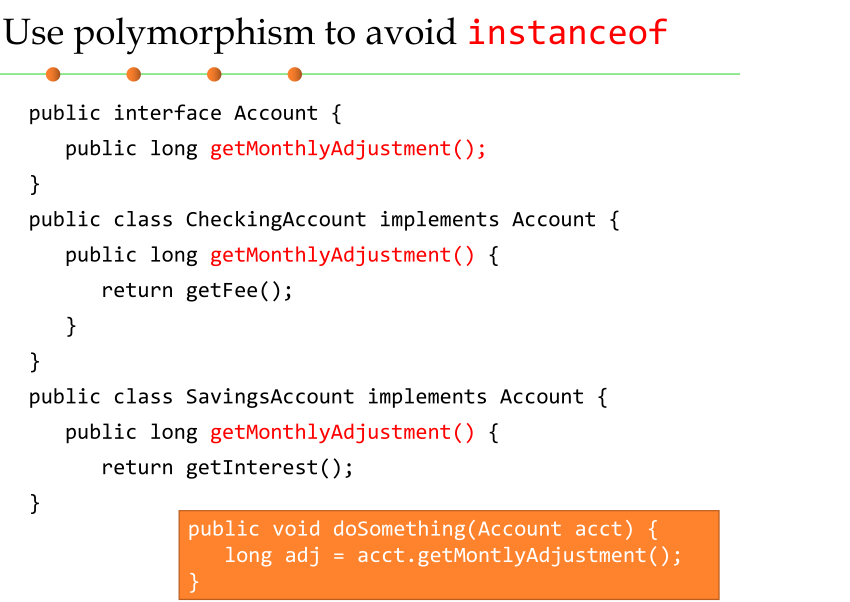 Use polymorphism to avoid instanceof
public interface Account {
   public long getMonthlyAdjustment();
}
public class CheckingAccount implements Account {
   public long getMonthlyAdjustment() {
      return getFee();
   }
}
public class SavingsAccount implements Account {
   public long getMonthlyAdjustment() {
      return getInterest();
}
public void doSomething(Account acct) {
   long adj = acct.getMontlyAdjustment();
}